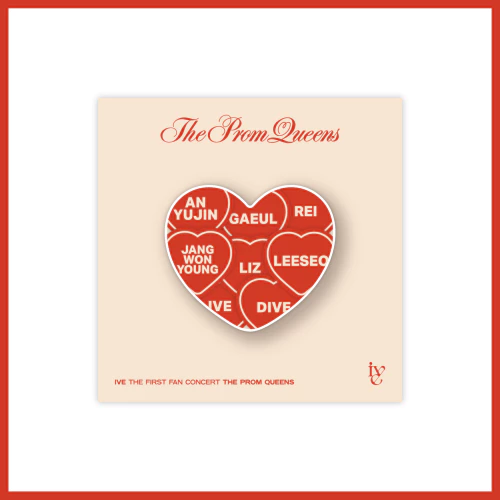 The Prom Queens
AN
YUJIN
GAEUL
REI
JANG
WON
YOUNG
LIZ
LEESEO
IVE
DIVE
IVE THE FIRST FAN CONCERT THE PROM QUEENS
ive